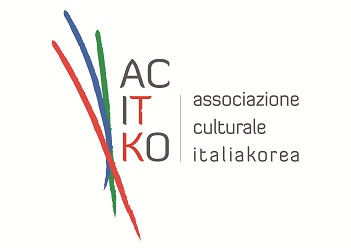 AC
IT
KO
associazione
culturale
italiakorea